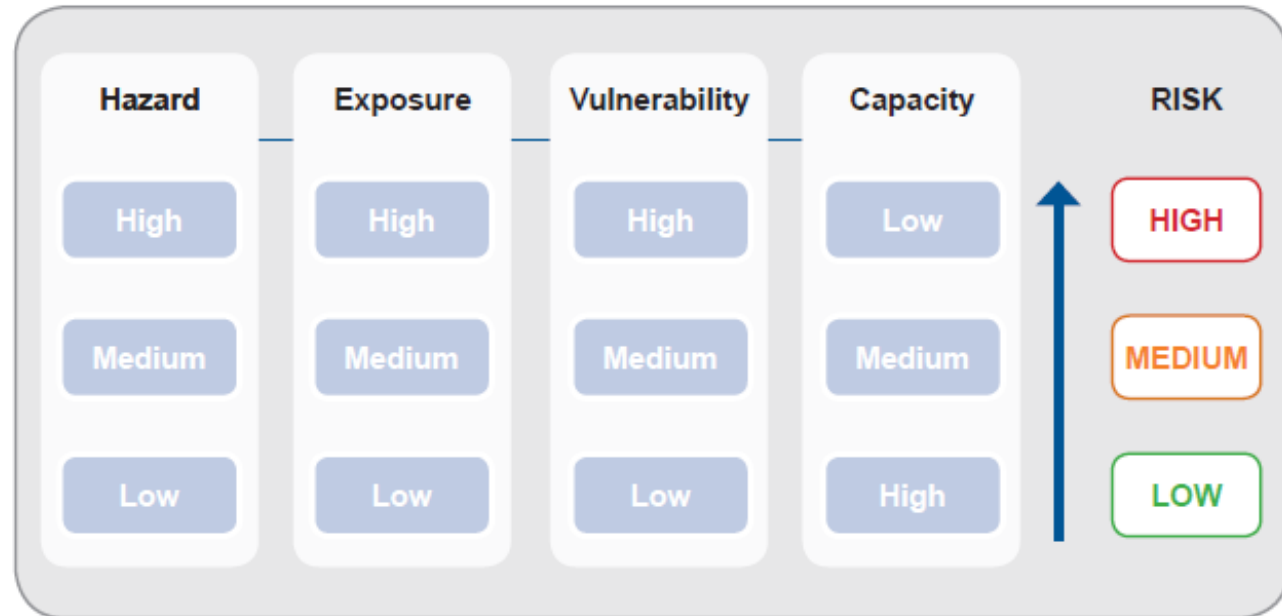 Hazard Exposure Vulnerability Capacity RISK
High High High Low HIGH
Medium Medium Medium Medium MEDIUM
Low Low Low High LOW